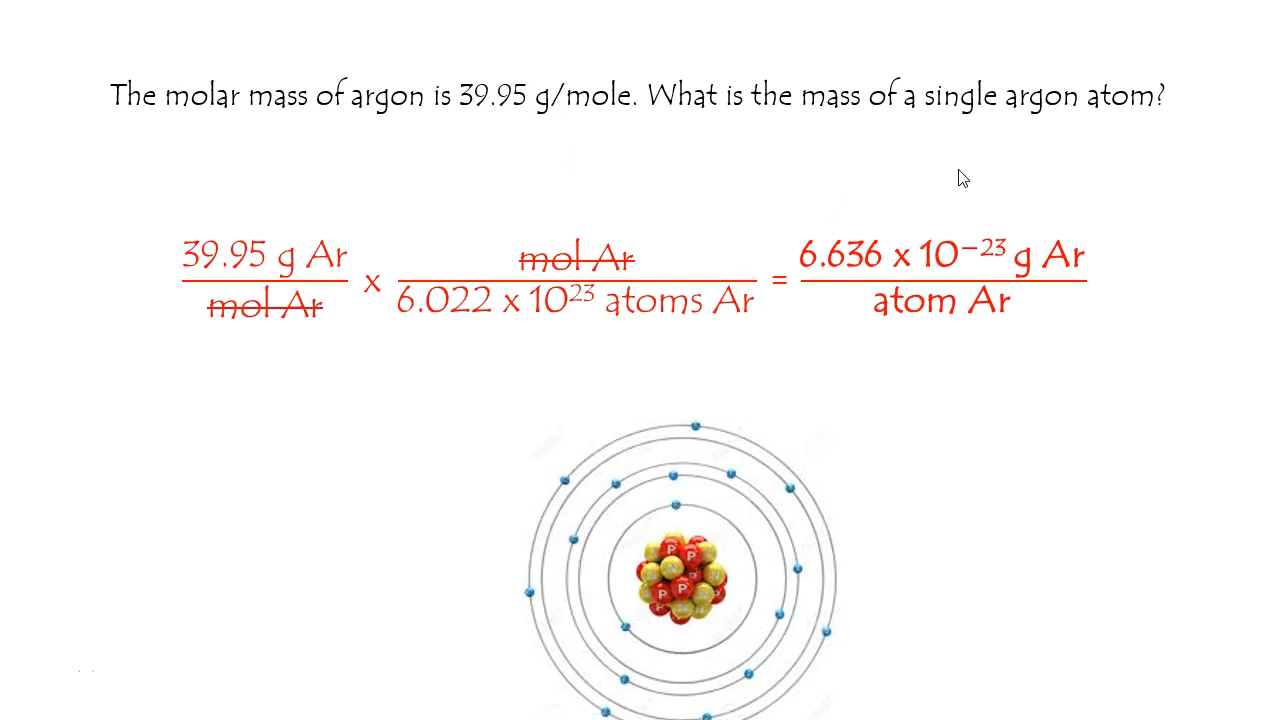 The molar mass of argon is 39.95 g/mole. What is the mass of a single argon atom?
39.95 g Ar
mol Ar
x
mol Ar
6.022 x 10²³ atoms Ar
=
6.636 x 10⁻²³ g Ar
atom Ar
P
P
N
N
P
N
P
P
N
P
N
N